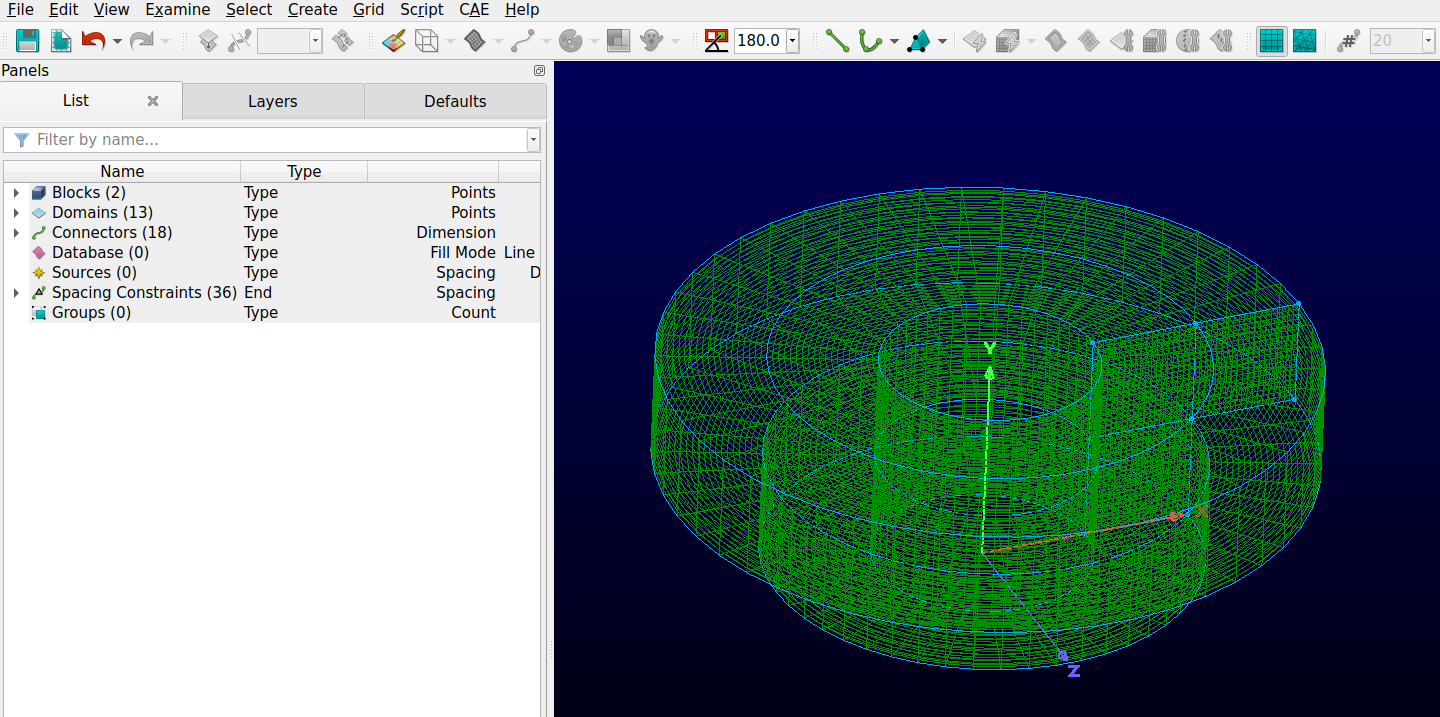 File Edit View Examine Select Create Grid Script CAE Help
180.0 20
Panels
List Layers Defaults
Filter by name...
Name Type
Blocks (2) Type Points
Domains (13) Type Points
Connectors (18) Type Dimension
Database (0) Type Fill Mode Line
Sources (0) Type Spacing D
Spacing Constraints (36) End Spacing
Groups (0) Type Count
Y
X
Z